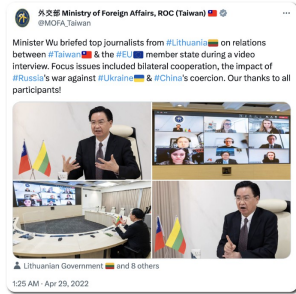 外交部 Ministry of Foreign Affairs, ROC (Taiwan) 🇹🇼
@MOFA_Taiwan
Minister Wu briefed top journalists from #Lithuania🇱🇹 on relations
between #Taiwan🇹🇼 & the #EU🇪🇺 member state during a video
interview. Focus issues included bilateral cooperation, the impact of
#Russia's war against #Ukraine🇺🇦 & #China's coercion. Our thanks to all
participants!
Lithuanian Government 🇱🇹 and 8 others
1:25 AM · Apr 29, 2022